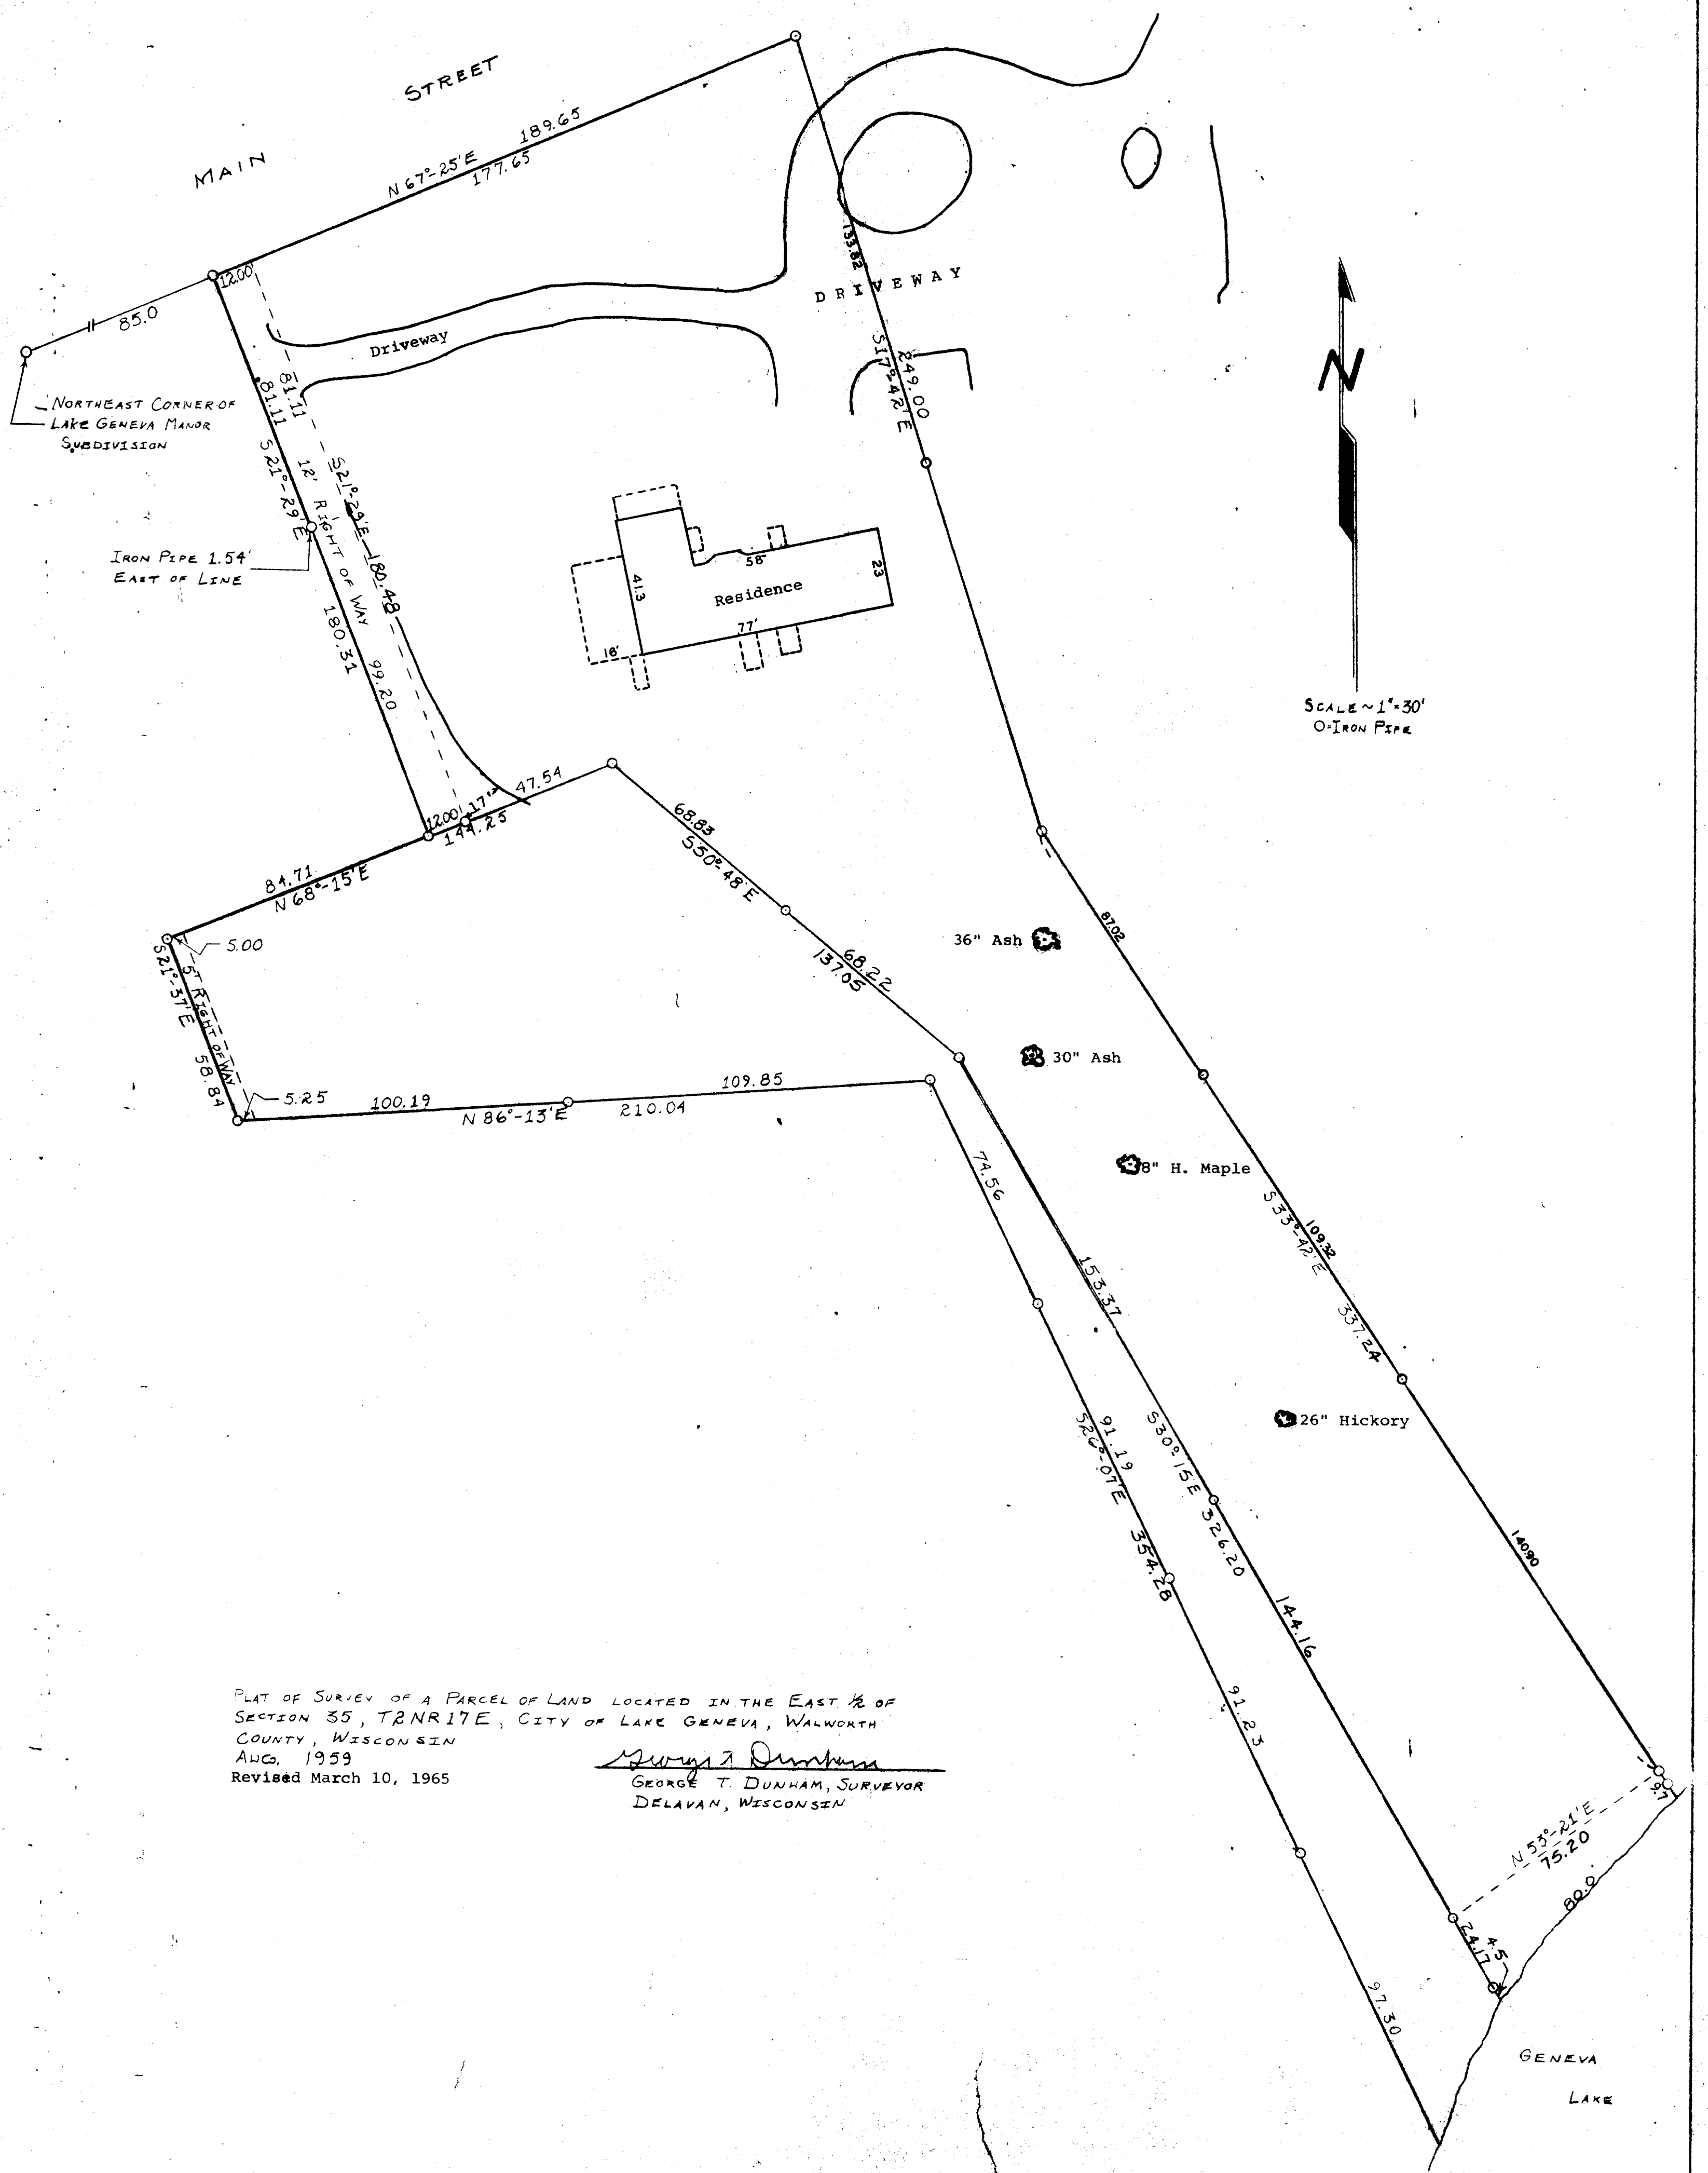 MAIN STREET
N 67°-25'E 189.65
177.65
12.00'
85.0
NORTHEAST CORNER OF
LAKE GENEVA MANOR
SUBDIVISION
Driveway
DRIVEWAY
133.82
S17°-42'E
249.00
81.11
81.11
S21°-29'E
12' RIGHT OF WAY
S21°-29'E 180.48
IRON PIPE 1.54'
EAST OF LINE
180.31
99.20
58'
23
41.3
Residence
77'
16'
N
SCALE~1"=30'
O=IRON PIPE
12.00'
17'
47.54
144.25
84.71
N 68°-15'E
68.83
S50°-48'E
68.22
137.05
87.02
36" Ash
30" Ash
8" H. Maple
26" Hickory
5.00
S21°-37'E
5' RIGHT OF WAY
58.84
5.25
100.19
109.85
N 86°-13'E
210.04
74.56
153.37
S33°-42'E
109.32
337.24
91.19
S26°-07'E
354.28
S30°-15'E
326.20
144.16
140.90
91.23
97.30
9.7
N 53°-21'E
75.20
80.0
4.5
24.17
PLAT OF SURVEY OF A PARCEL OF LAND LOCATED IN THE EAST 1/2 OF
SECTION 35, T2NR17E, CITY OF LAKE GENEVA, WALWORTH
COUNTY, WISCONSIN
AUG. 1959
Revised March 10, 1965
George T Dunham
GEORGE T. DUNHAM, SURVEYOR
DELAVAN, WISCONSIN
GENEVA
LAKE